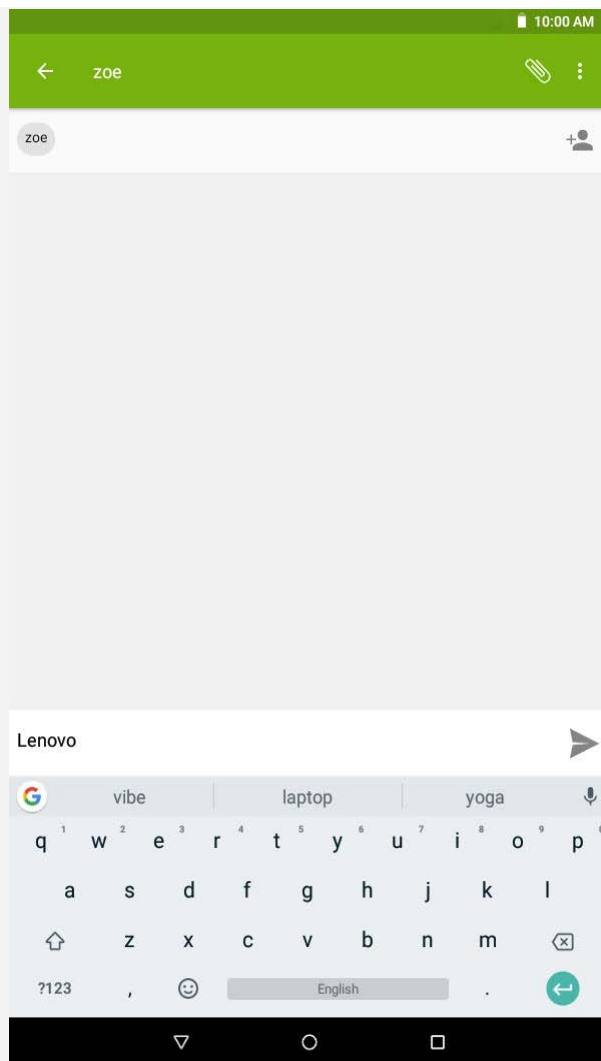 10:00 AM
zoe
zoe
Lenovo
G vibe laptop yoga
1 2 3 4 5 6 7 8 9
q w e r t y u i o p
a s d f g h j k l
z x c v b n m
?123 , English .